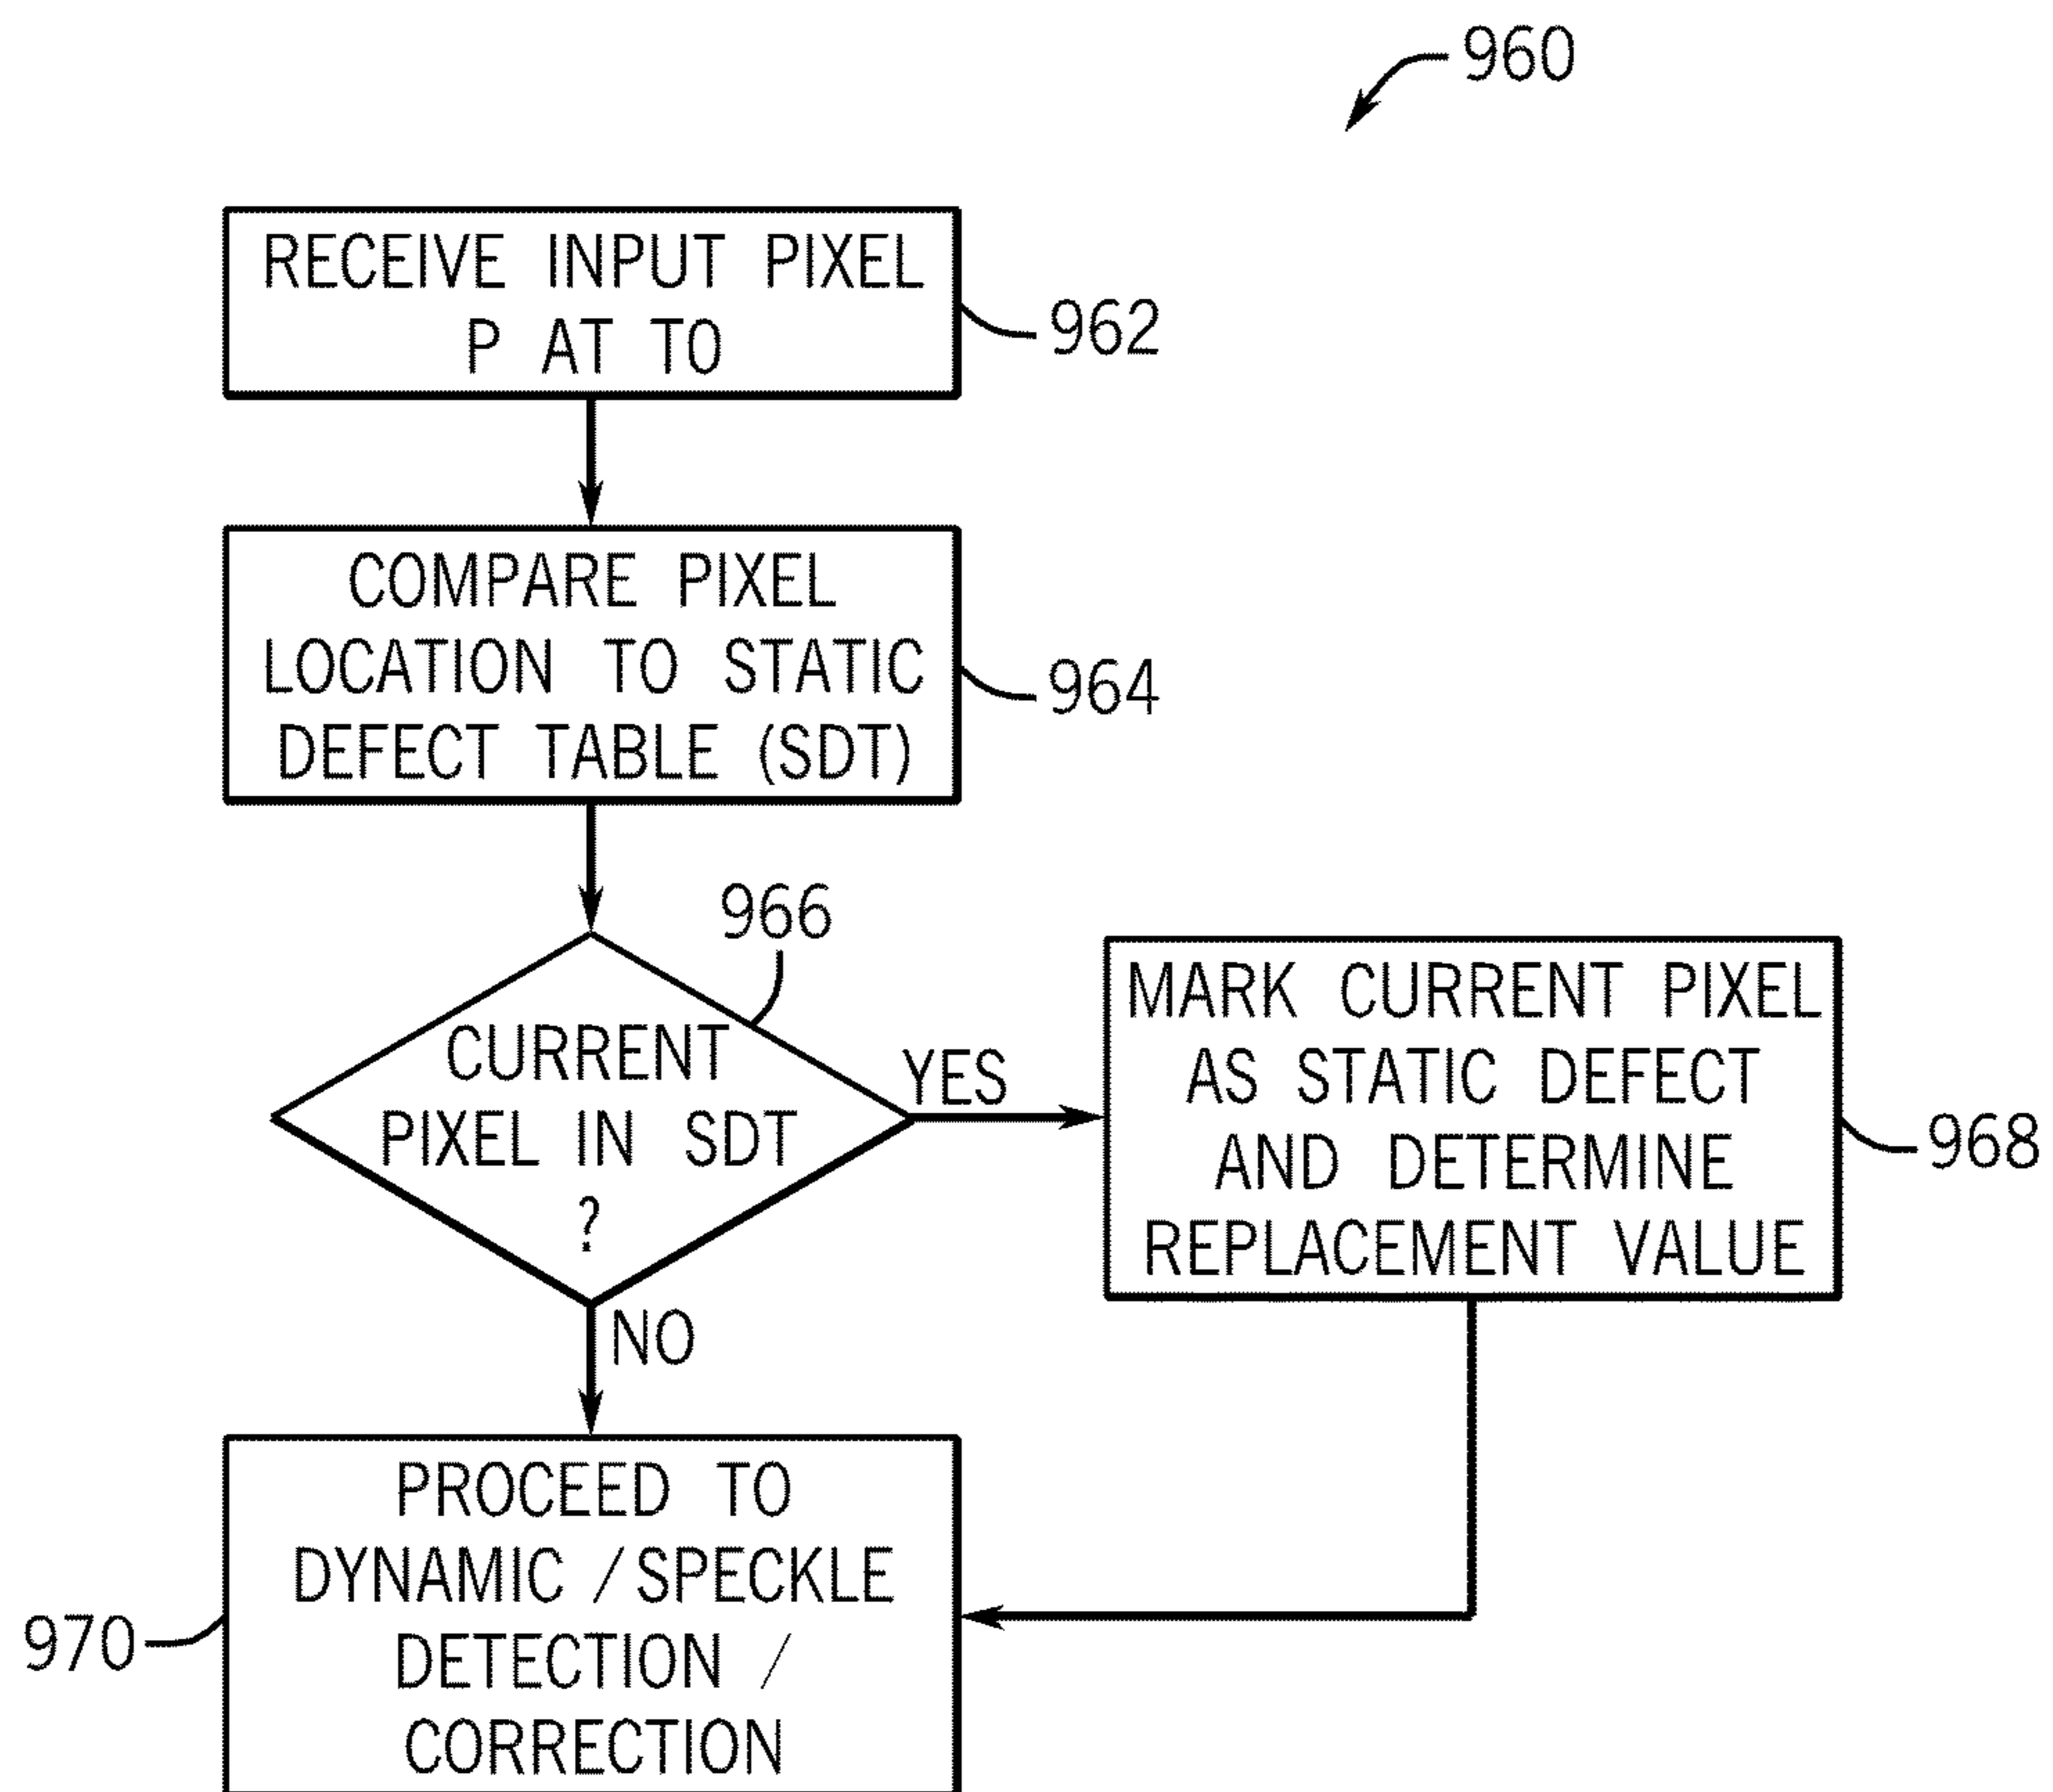 960
RECEIVE INPUT PIXEL
P AT TO
962
COMPARE PIXEL
LOCATION TO STATIC
DEFECT TABLE (SDT)
964
966
CURRENT
PIXEL IN SDT
?
YES
NO
MARK CURRENT PIXEL
AS STATIC DEFECT
AND DETERMINE
REPLACEMENT VALUE
968
PROCEED TO
DYNAMIC / SPECKLE
DETECTION /
CORRECTION
970